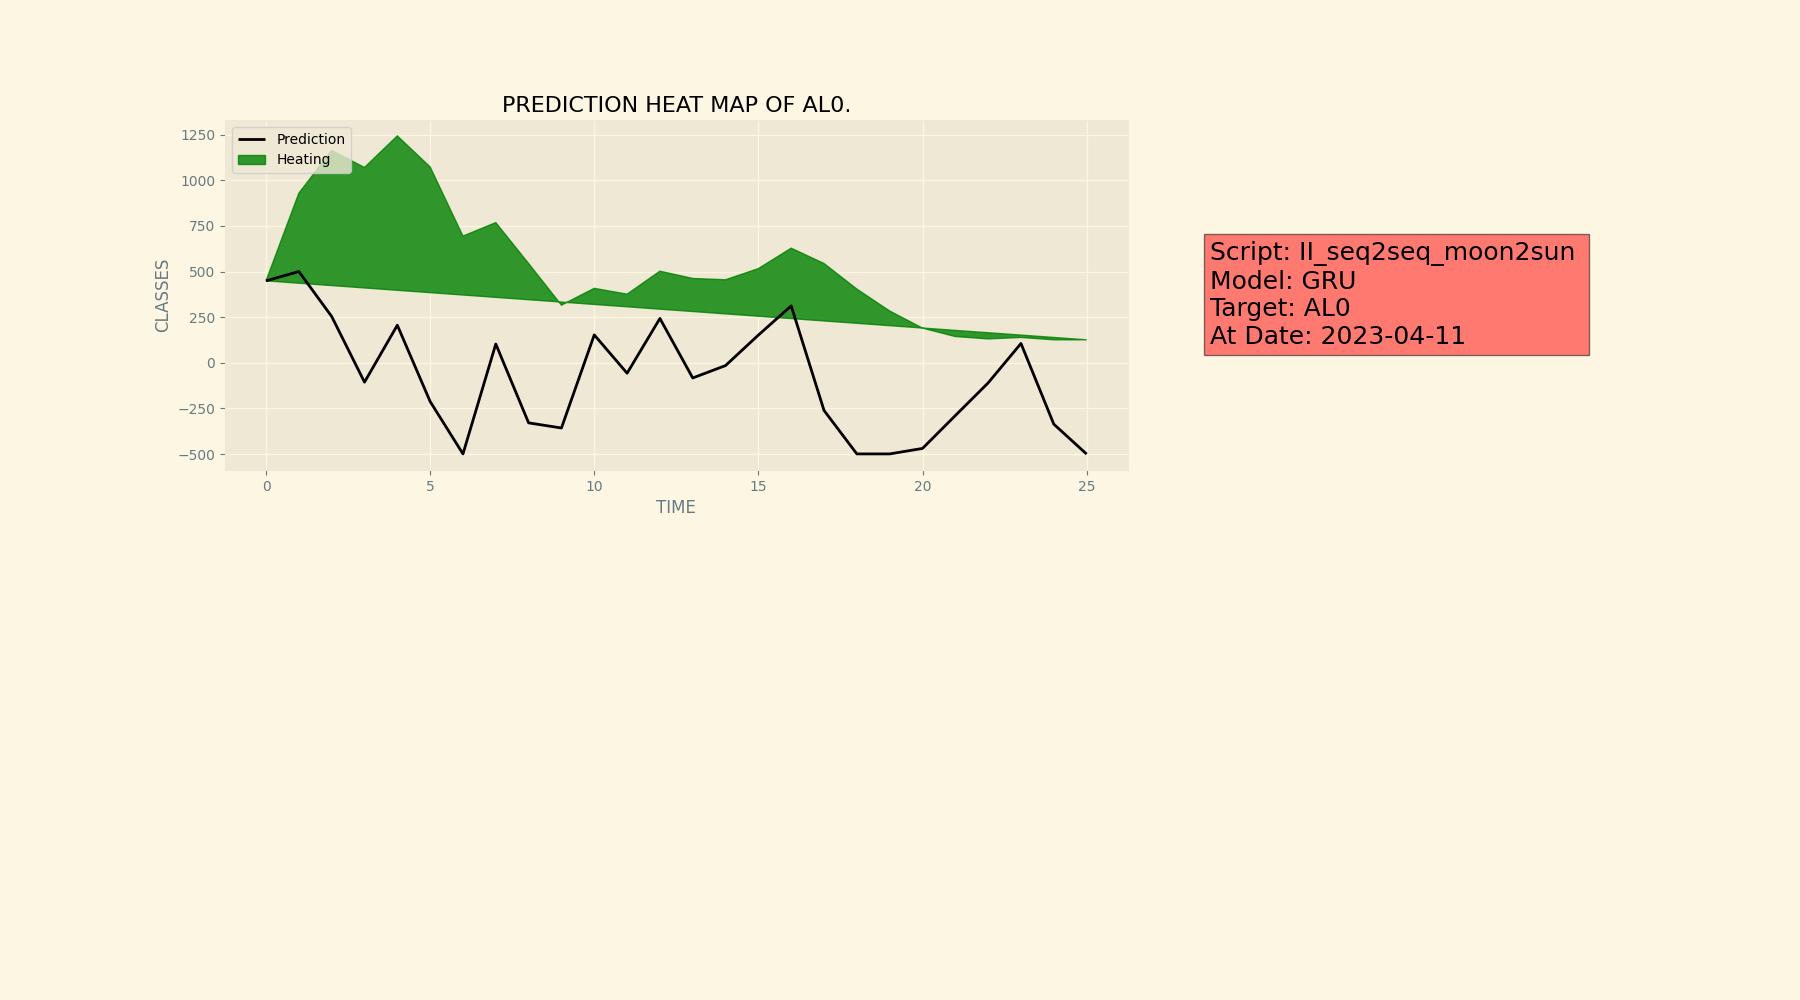 PREDICTION HEAT MAP OF AL0.
Prediction
Heating
1250
1000
750
500
250
0
−250
−500
CLASSES
0 5 10 15 20 25
TIME
Script: II_seq2seq_moon2sun
Model: GRU
Target: AL0
At Date: 2023-04-11